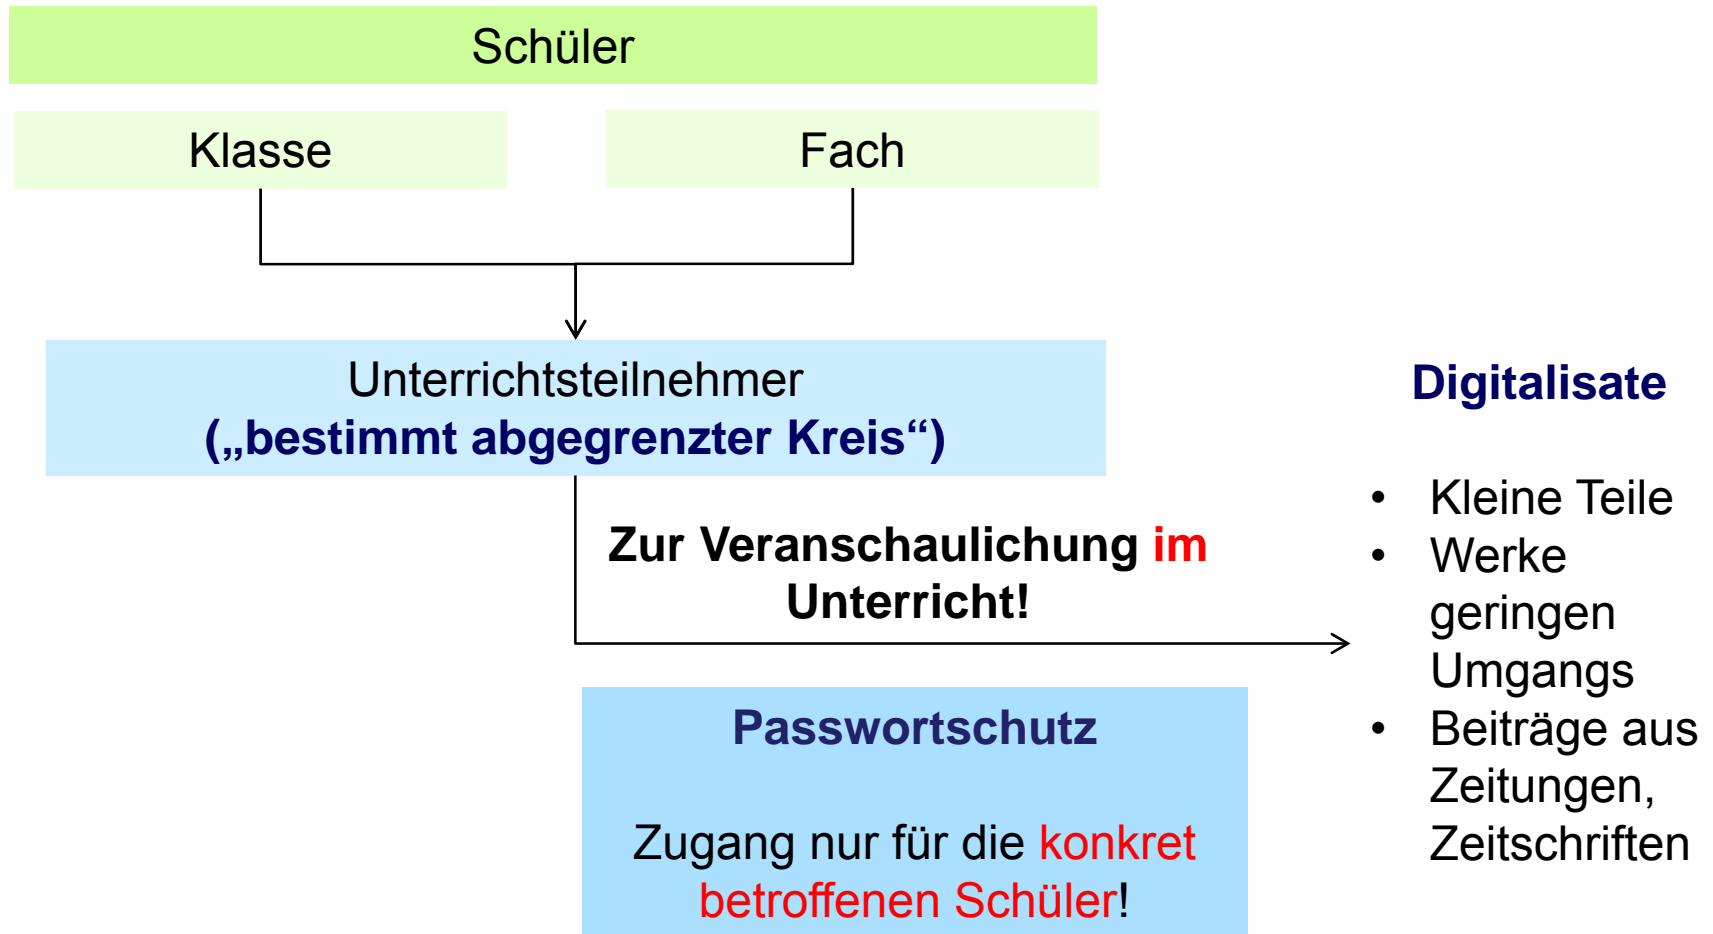 Schüler
Klasse
Fach
Unterrichtsteilnehmer
(„bestimmt abgegrenzter Kreis“)
Zur Veranschaulichung im
Unterricht!
Passwortschutz
Zugang nur für die konkret
betroffenen Schüler!
Digitalisate
• Kleine Teile
• Werke
geringen
Umgangs
• Beiträge aus
Zeitungen,
Zeitschriften